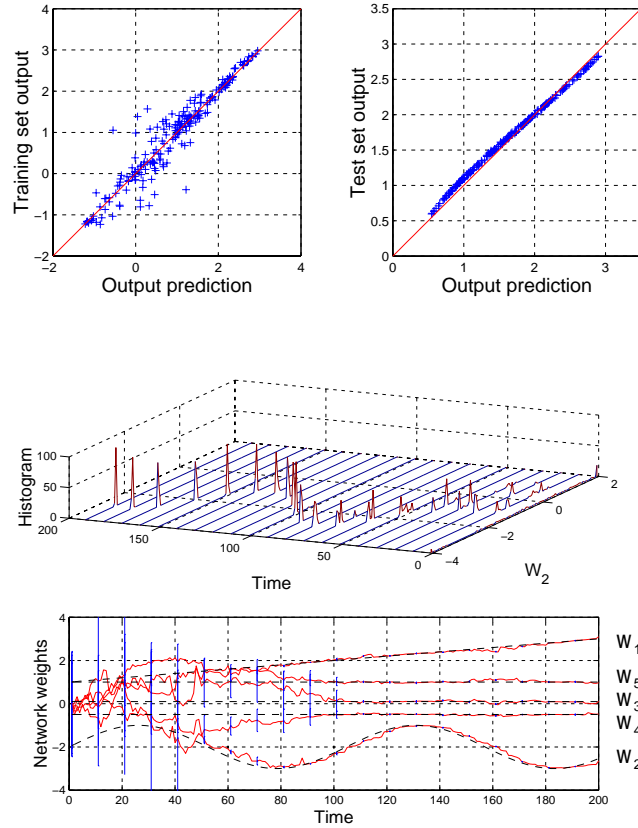 4
3
2
1
0
−1
−2
−2 0 2 4
Training set output
Output prediction
3.5
3
2.5
2
1.5
1
0.5
0
0 1 2 3
Test set output
Output prediction
100
50
0
Histogram
200
150
100
50
0
Time
−4
−2
0
2
W2
4
2
0
−2
−4
0 20 40 60 80 100 120 140 160 180 200
Network weights
Time
W1
W5
W3
W4
W2